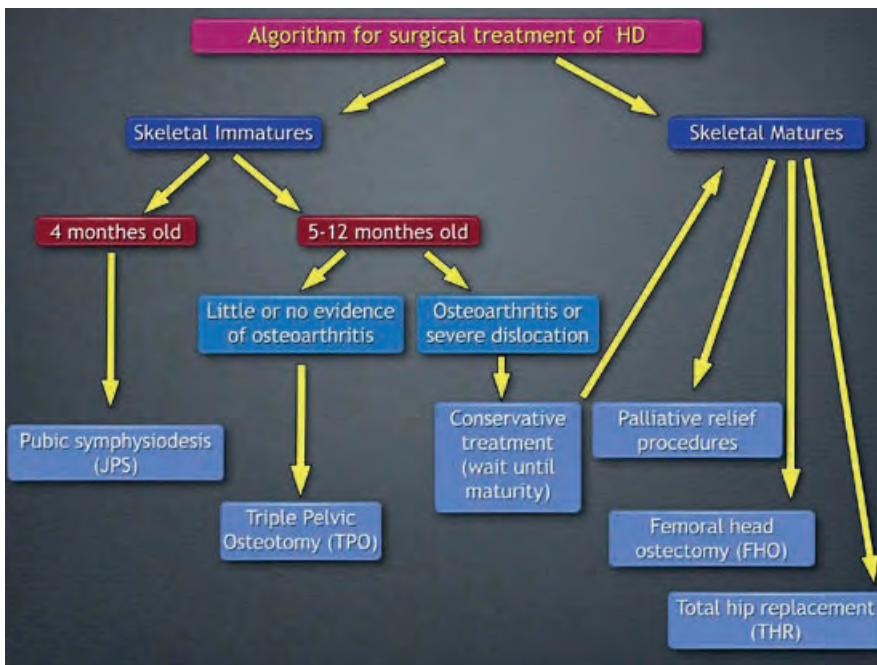 Algorithm for surgical treatment of HD
Skeletal Immatures
Skeletal Matures
4 monthes old
5-12 monthes old
Little or no evidence
of osteoarthritis
Osteoarthritis or
severe dislocation
Pubic symphysiodesis
(JPS)
Conservative
treatment
(wait until
maturity)
Palliative relief
procedures
Triple Pelvic
Osteotomy (TPO)
Femoral head
ostectomy (FHO)
Total hip replacement
(THR)